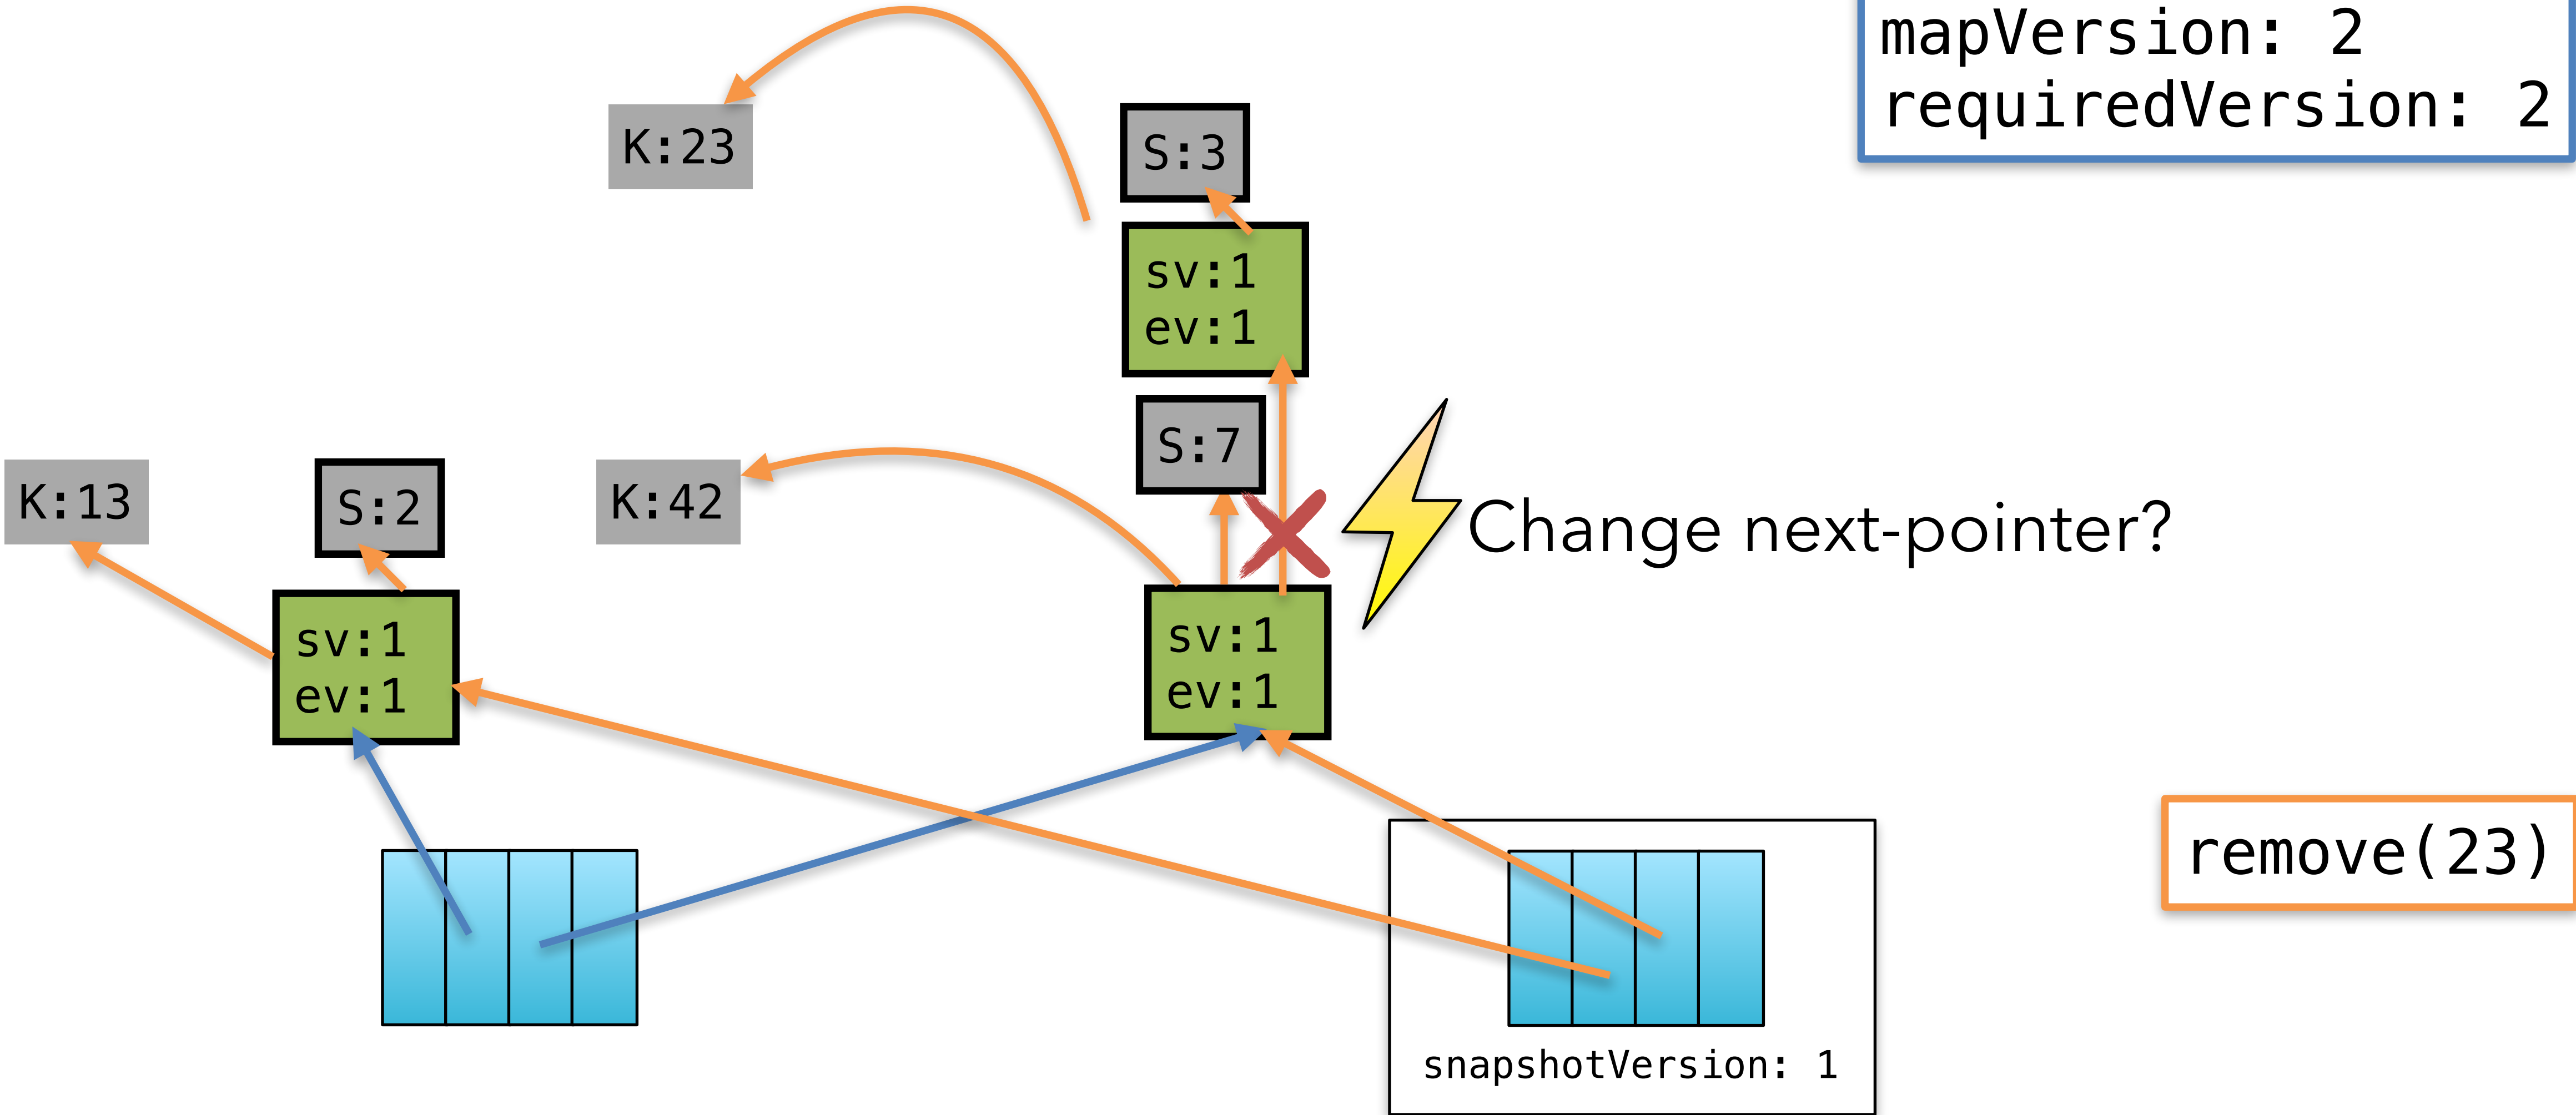 mapVersion: 2
requiredVersion: 2
K:23
S:3
sv:1
ev:1
S:7
K:13
S:2
K:42
Change next-pointer?
sv:1
ev:1
sv:1
ev:1
remove(23)
snapshotVersion: 1